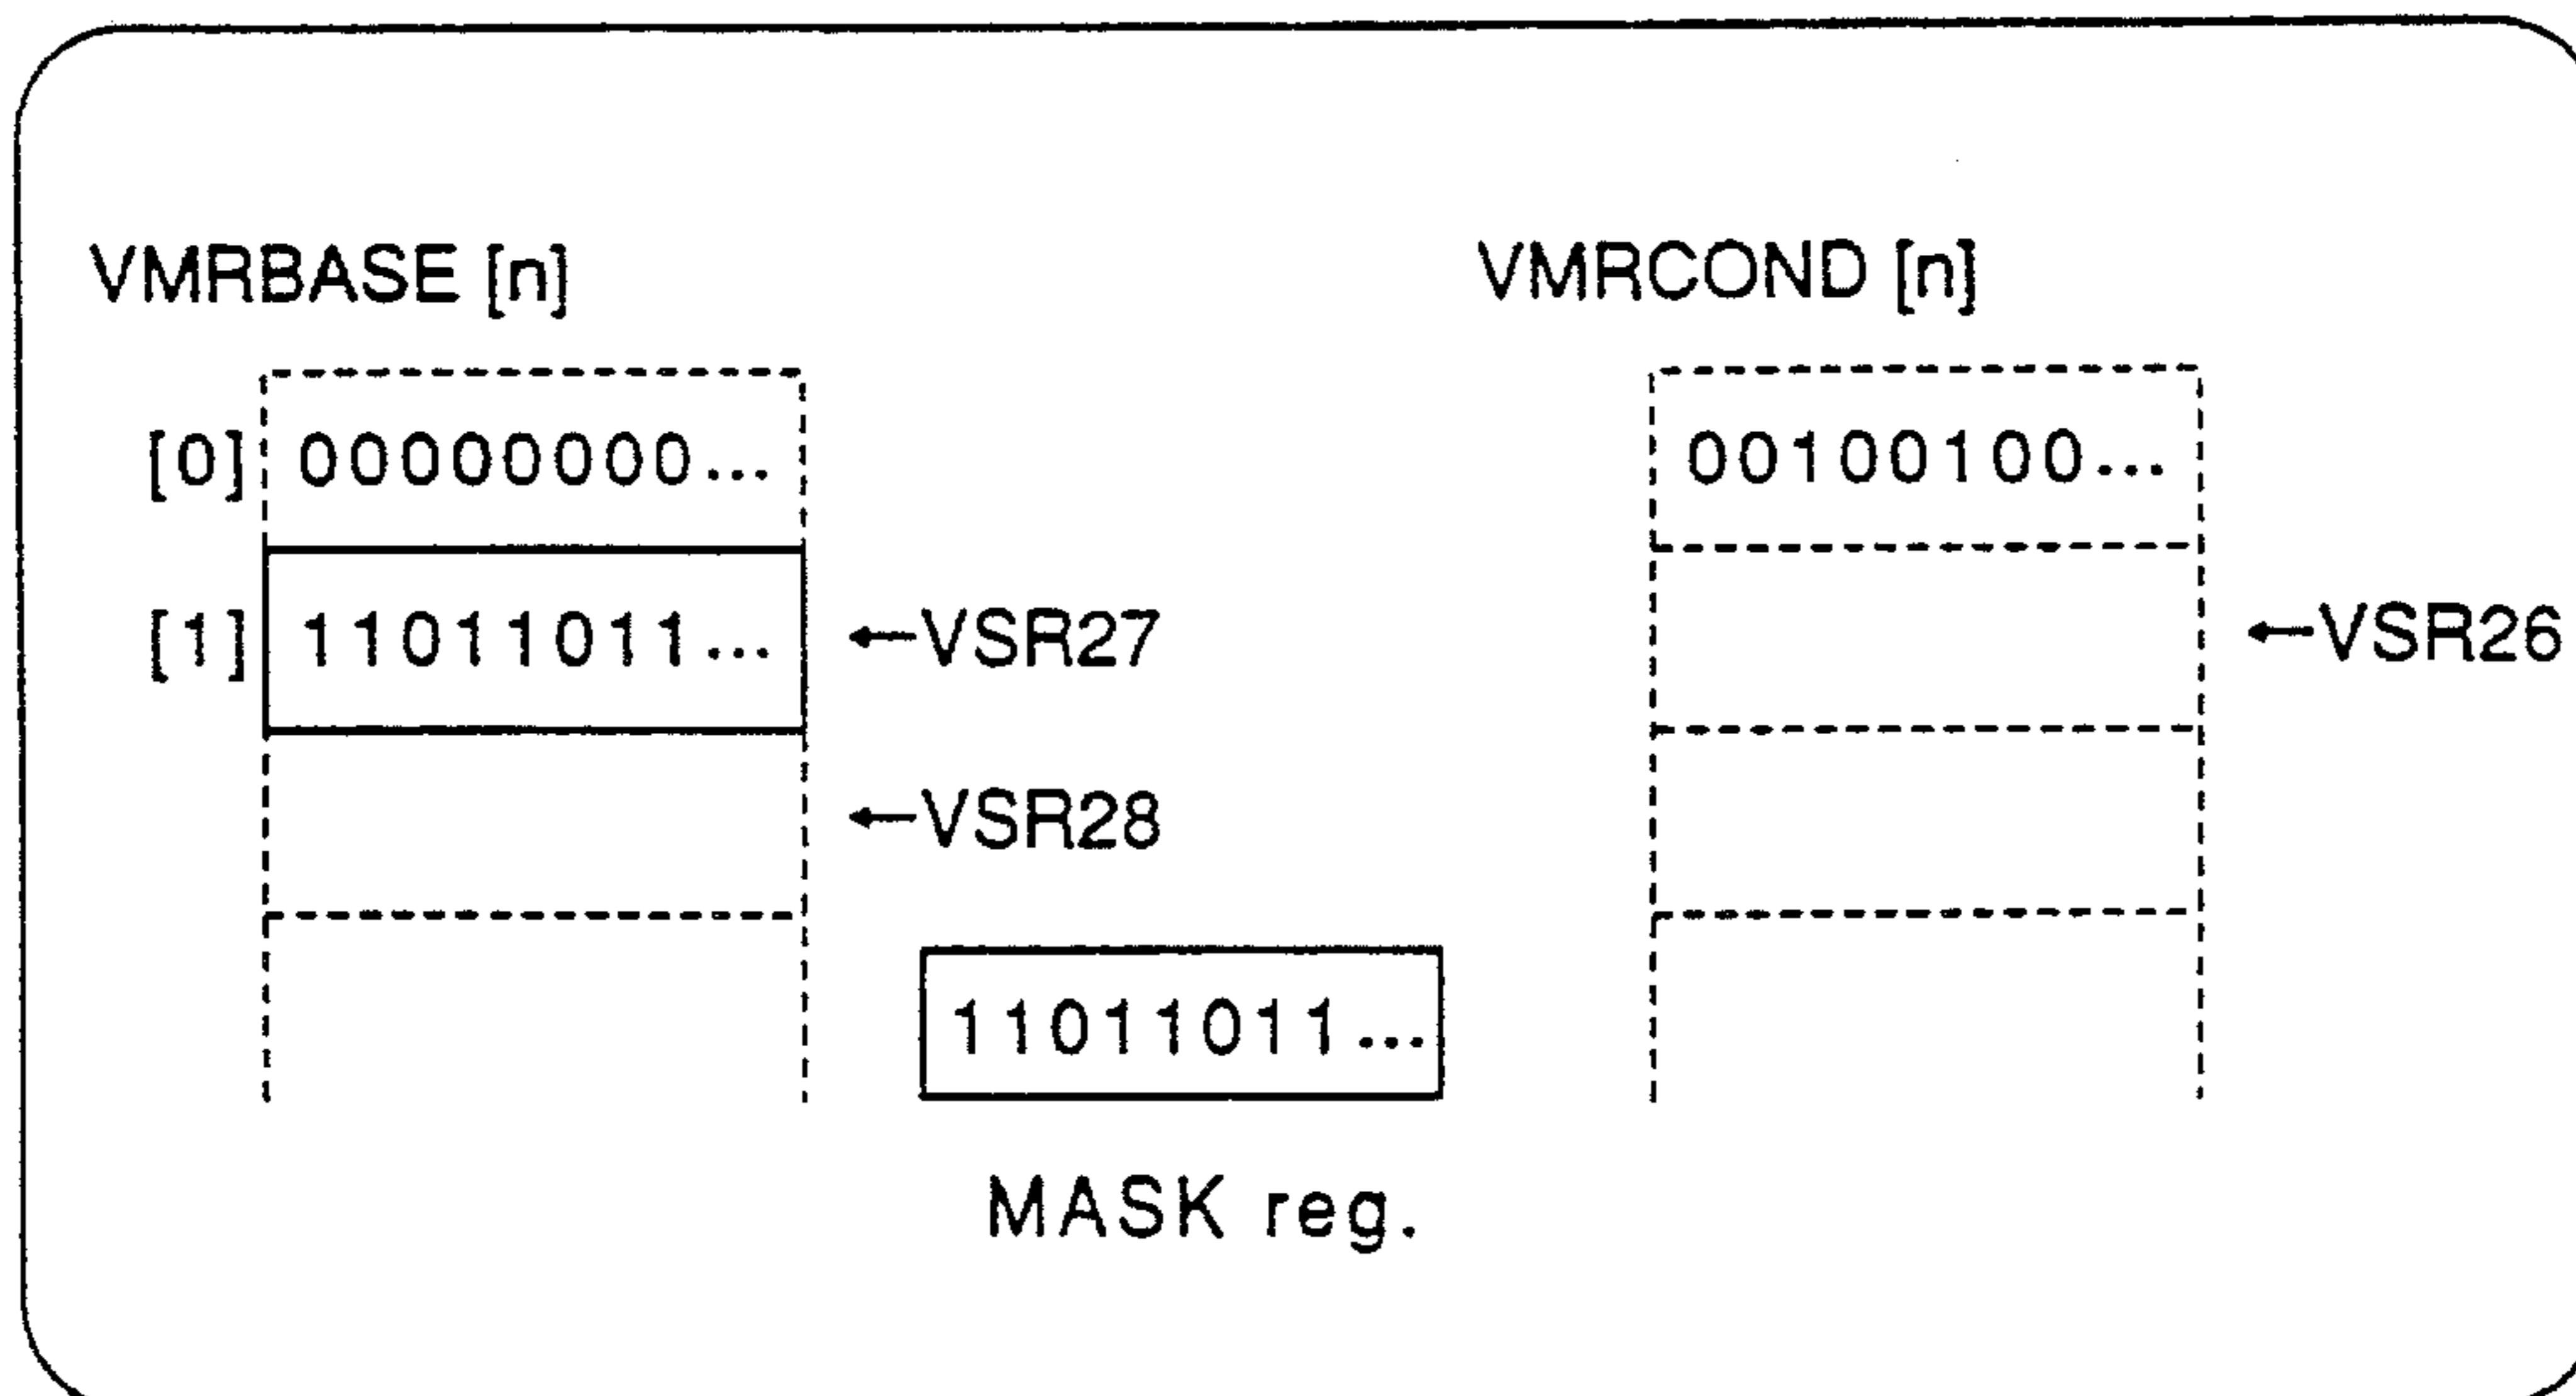 VMRBASE [n] VMRCOND [n]
[0] 00000000... 00100100...
[1] 11011011... ←VSR27 ←VSR26
←VSR28
11011011...
MASK reg.